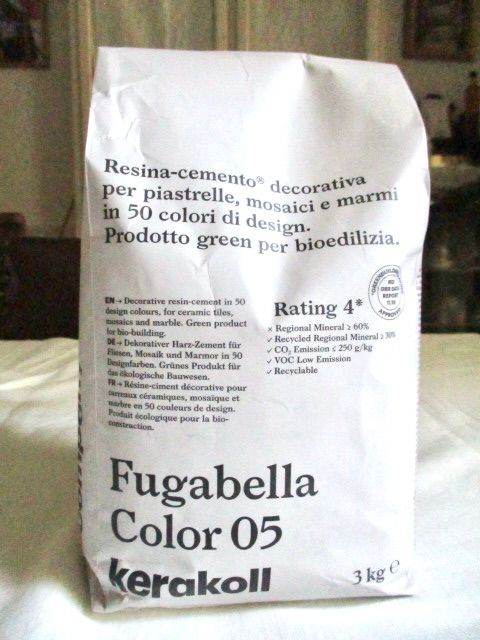 Resina-cemento® decorativa
per piastrelle, mosaici e marmi
in 50 colori di design.
Prodotto green per bioedilizia.
EN → Decorative resin-cement in 50
design colours, for ceramic tiles,
mosaics and marble. Green product
for bio-building.
DE → Dekorativer Harz-Zement für
Fliesen, Mosaik und Marmor in 50
Designfarben. Grünes Produkt für
das ökologische Bauwesen.
FR → Résine-ciment décorative pour
carreaux céramiques, mosaïque et
marbre en 50 couleurs de design.
Produit écologique pour la bio-
construction.
Rating 4*
× Regional Mineral ≥ 60%
✓ Recycled Regional Mineral ≥ 30%
✓ CO₂ Emission ≤ 250 g/kg
✓ VOC Low Emission
✓ Recyclable
REPORT
Fugabella
Color 05
kerakoll
3 kg e